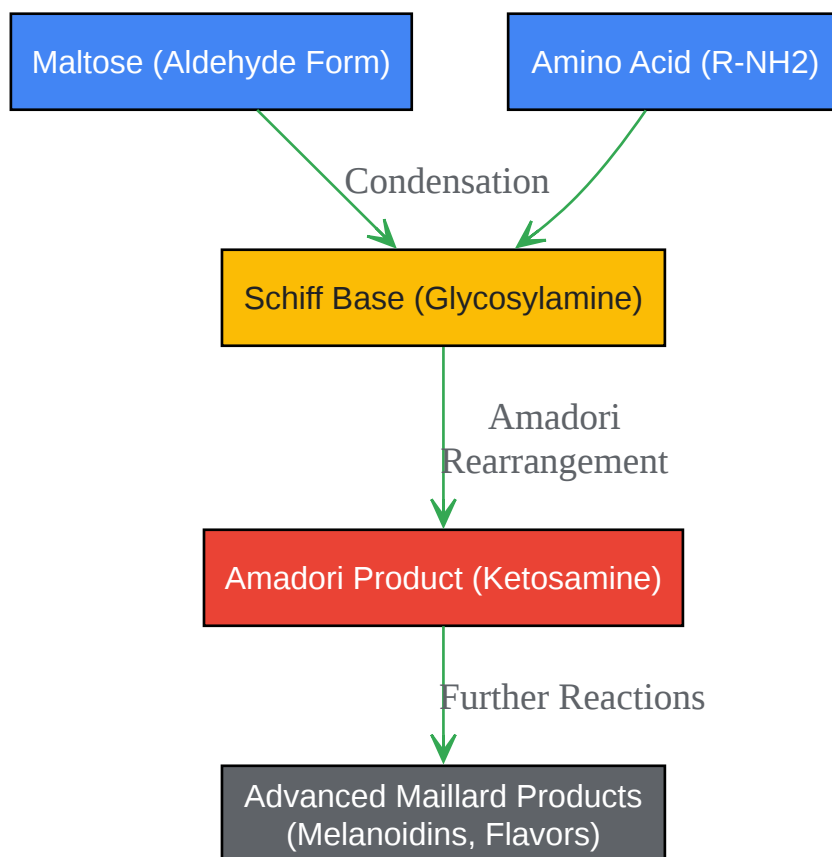 Maltose (Aldehyde Form)
Amino Acid (R-NH2)
Condensation
Schiff Base (Glycosylamine)
Amadori
Rearrangement
Amadori Product (Ketosamine)
Further Reactions
Advanced Maillard Products
(Melanoidins, Flavors)